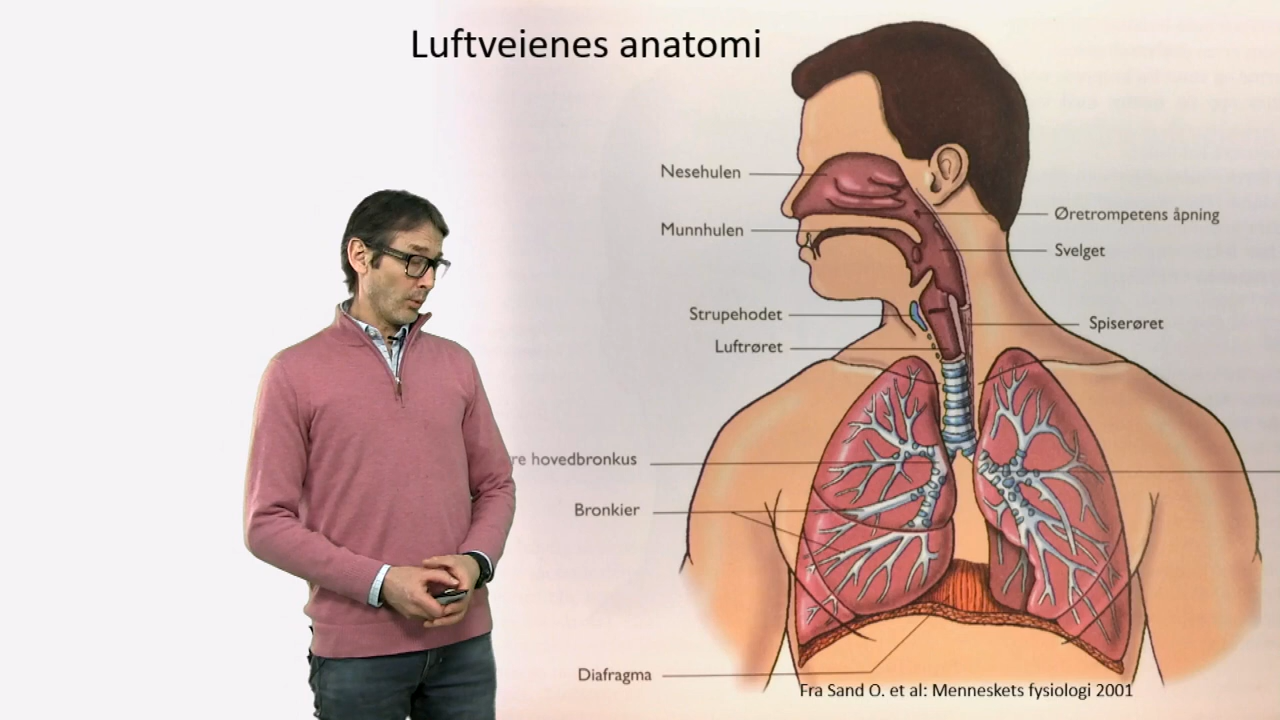 Luftveienes anatomi
Nesehulen
Øretrompetens åpning
Munnhulen
Svelget
Strupehodet
Spiserøret
Luftrøret
re hovedbronkus
Bronkier
Diafragma
Fra Sand O. et al: Menneskets fysiologi 2001